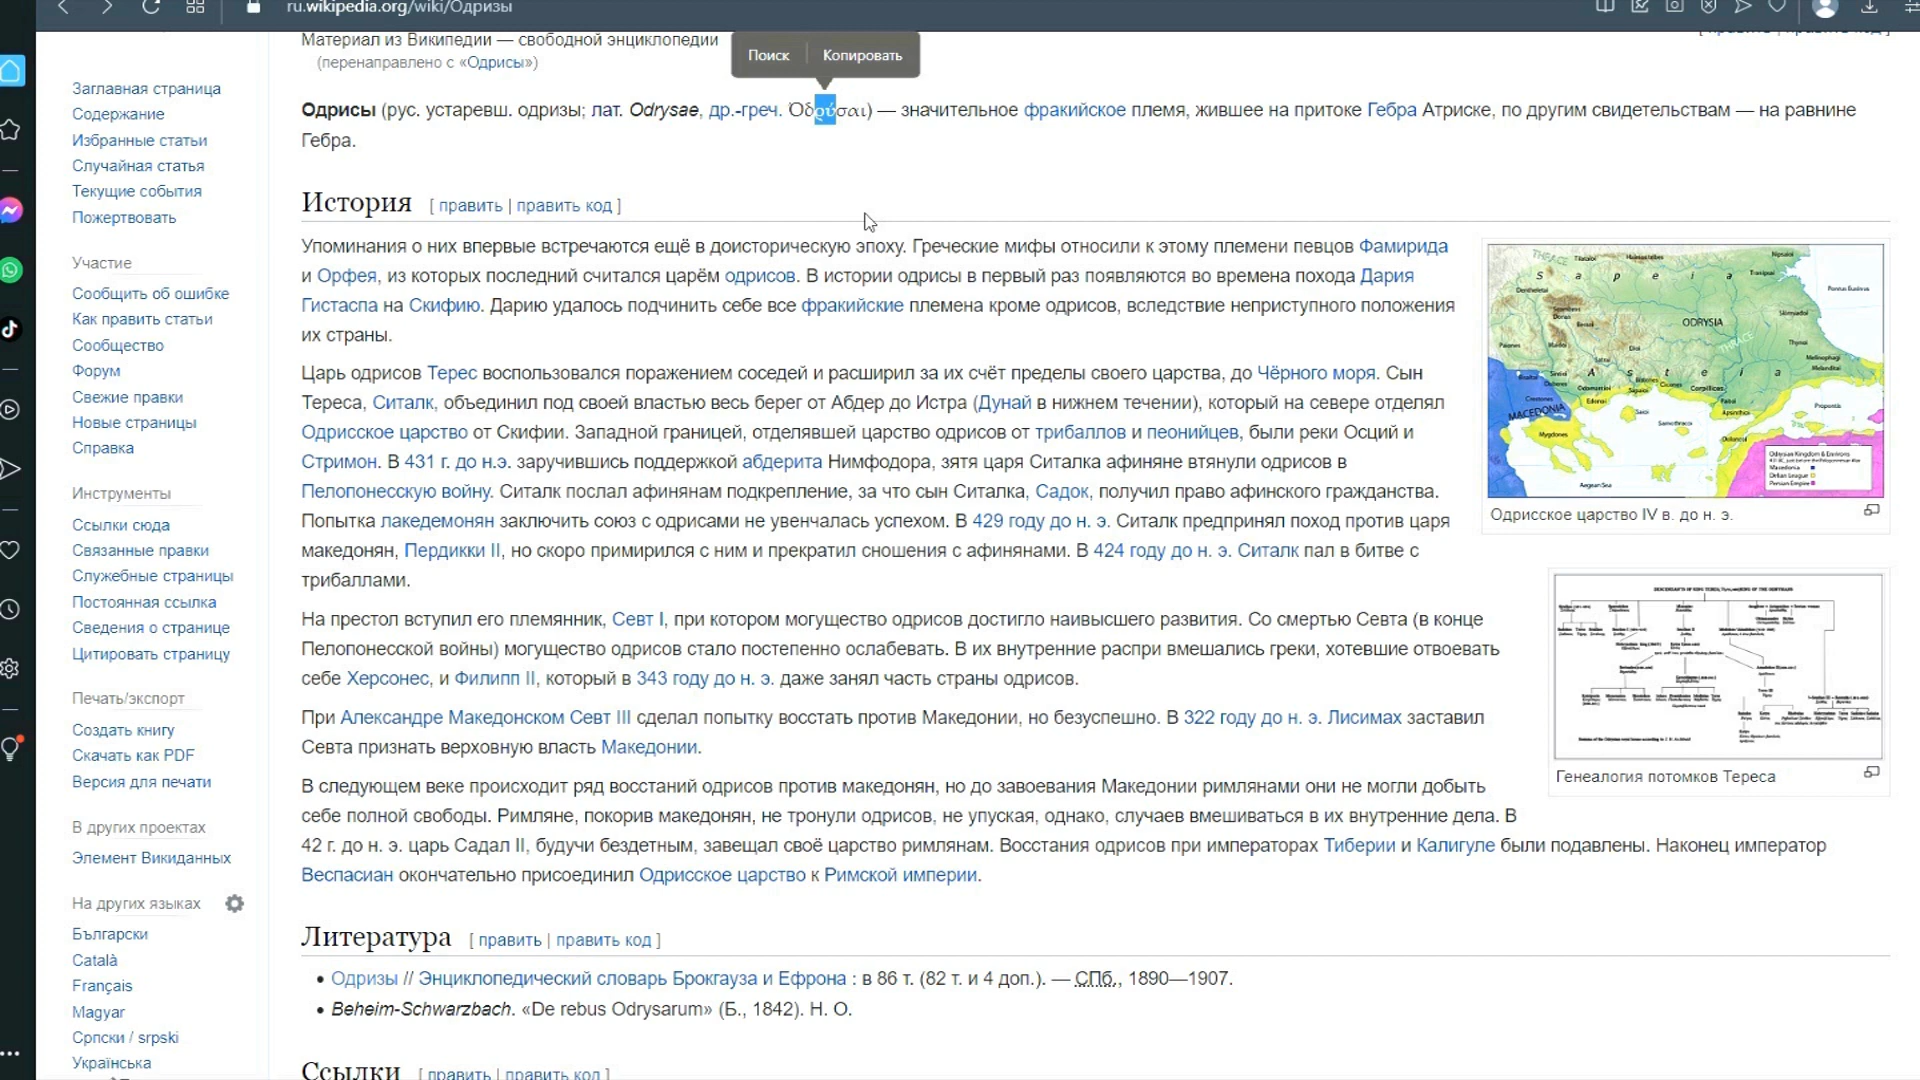 ru.wikipedia.org/wiki/Одризы
Материал из Википедии — свободной энциклопедии
(перенаправлено с «Одрисы»)
Поиск
Копировать
Одрисы (рус. устаревш. одризы; лат. Odrysae, др.-греч. Ὀδρύσαι) — значительное фракийское племя, жившее на притоке Гебра Атриске, по другим свидетельствам — на равнине
Гебра.
История [ править | править код ]
Упоминания о них впервые встречаются ещё в доисторическую эпоху. Греческие мифы относили к этому племени певцов Фамирида
и Орфея, из которых последний считался царём одрисов. В истории одрисы в первый раз появляются во времена похода Дария
Гистаспа на Скифию. Дарию удалось подчинить себе все фракийские племена кроме одрисов, вследствие неприступного положения
их страны.
Царь одрисов Терес воспользовался поражением соседей и расширил за их счёт пределы своего царства, до Чёрного моря. Сын
Тереса, Ситалк, объединил под своей властью весь берег от Абдер до Истра (Дунай в нижнем течении), который на севере отделял
Одрисское царство от Скифии. Западной границей, отделявшей царство одрисов от трибаллов и пеонийцев, были реки Осций и
Стримон. В 431 г. до н.э. заручившись поддержкой абдерита Нимфодора, зятя царя Ситалка афиняне втянули одрисов в
Пелопонесскую войну. Ситалк послал афинянам подкрепление, за что сын Ситалка, Садок, получил право афинского гражданства.
Попытка лакедемонян заключить союз с одрисами не увенчалась успехом. В 429 году до н. э. Ситалк предпринял поход против царя
македонян, Пердикки II, но скоро примирился с ним и прекратил сношения с афинянами. В 424 году до н. э. Ситалк пал в битве с
трибаллами.
На престол вступил его племянник, Севт I, при котором могущество одрисов достигло наивысшего развития. Со смертью Севта (в конце
Пелопонесской войны) могущество одрисов стало постепенно ослабевать. В их внутренние распри вмешались греки, хотевшие отвоевать
себе Херсонес, и Филипп II, который в 343 году до н. э. даже занял часть страны одрисов.
При Александре Македонском Севт III сделал попытку восстать против Македонии, но безуспешно. В 322 году до н. э. Лисимах заставил
Севта признать верховную власть Македонии.
В следующем веке происходит ряд восстаний одрисов против македонян, но до завоевания Македонии римлянами они не могли добыть
себе полной свободы. Римляне, покорив македонян, не тронули одрисов, не упуская, однако, случаев вмешиваться в их внутренние дела. В
42 г. до н. э. царь Садал II, будучи бездетным, завещал своё царство римлянам. Восстания одрисов при императорах Тиберии и Калигуле были подавлены. Наконец император
Веспасиан окончательно присоединил Одрисское царство к Римской империи.
Литература [ править | править код ]
• Одризы // Энциклопедический словарь Брокгауза и Ефрона : в 86 т. (82 т. и 4 доп.). — СПб., 1890—1907.
• Beheim-Schwarzbach. «De rebus Odrysarum» (Б., 1842). Н. О.
Ссылки [ править | править код ]
THRACE
Sapeia
ODRYSIA
THRACE
Asteia
MACEDONIA
Pontus Euxinus
Propontis
Samothrace
Aegean Sea
Macedonia
Delian League
Persian Empire
Одрисское царство IV в. до н. э.
Генеалогия потомков Тереса
Заглавная страница
Содержание
Избранные статьи
Случайная статья
Текущие события
Пожертвовать
Участие
Сообщить об ошибке
Как править статьи
Сообщество
Форум
Свежие правки
Новые страницы
Справка
Инструменты
Ссылки сюда
Связанные правки
Служебные страницы
Постоянная ссылка
Сведения о странице
Цитировать страницу
Печать/экспорт
Создать книгу
Скачать как PDF
Версия для печати
В других проектах
Элемент Викиданных
На других языках
Български
Català
Français
Magyar
Српски / srpski
Українська